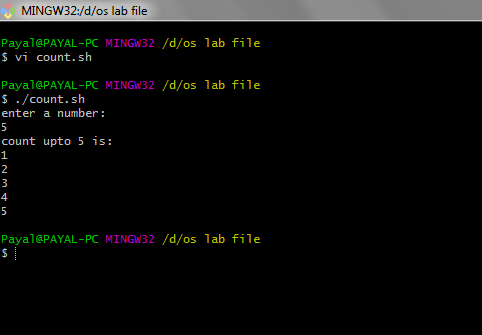 MINGW32:/d/os lab file
Payal@PAYAL-PC MINGW32 /d/os lab file
$ vi count.sh
Payal@PAYAL-PC MINGW32 /d/os lab file
$ ./count.sh
enter a number:
5
count upto 5 is:
1
2
3
4
5
Payal@PAYAL-PC MINGW32 /d/os lab file
$